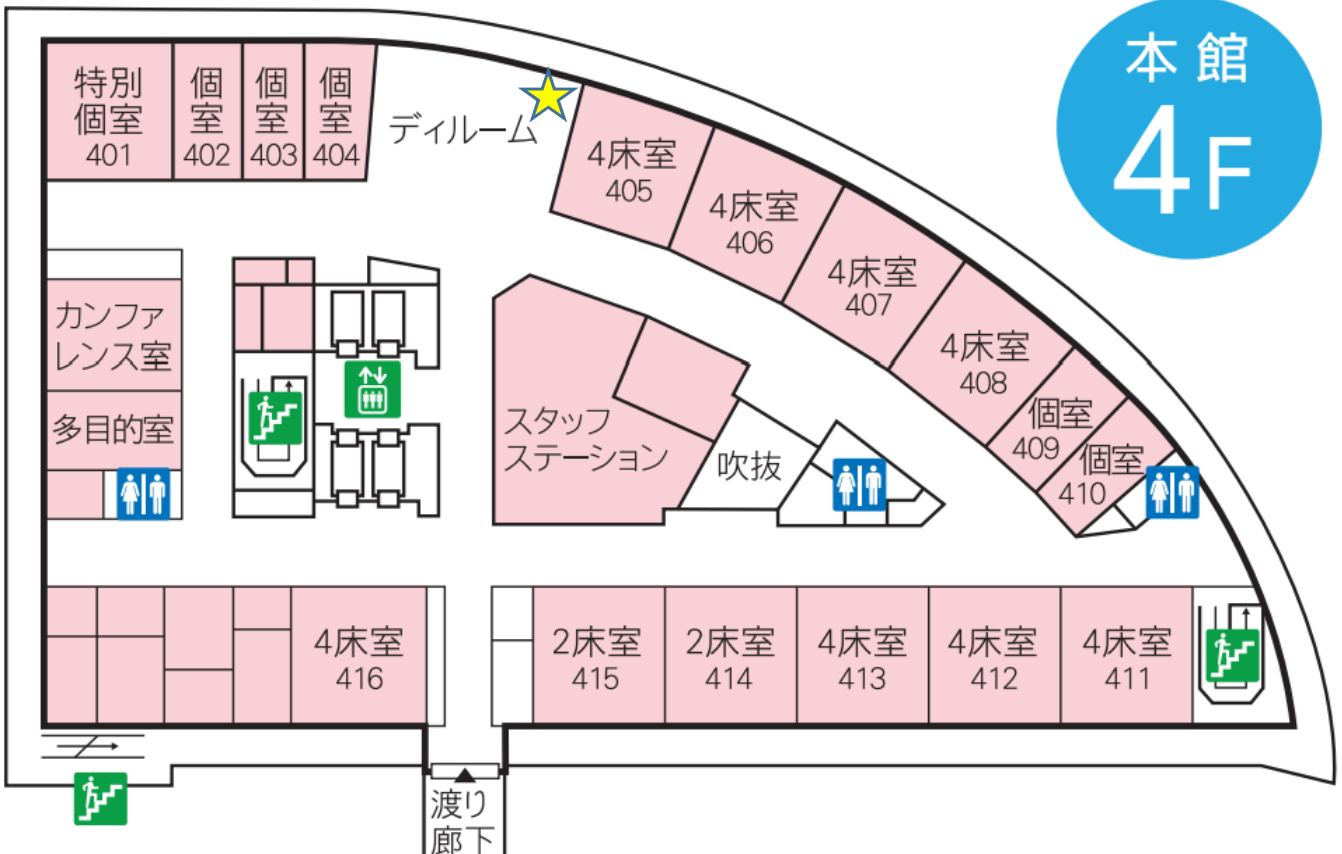 本館
4F
特別
個室
401
個室
402
個室
403
個室
404
ディルーム
4床室
405
4床室
406
4床室
407
4床室
408
個室
409
個室
410
カンファ
レンス室
多目的室
スタッフ
ステーション
吹抜
4床室
416
2床室
415
2床室
414
4床室
413
4床室
412
4床室
411
渡り
廊下